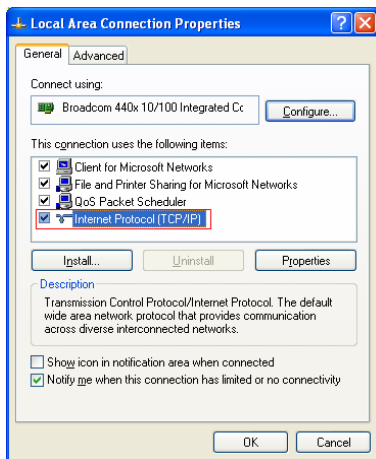 Local Area Connection Properties
General Advanced
Connect using:
Broadcom 440x 10/100 Integrated Cc
Configure...
This connection uses the following items:
Client for Microsoft Networks
File and Printer Sharing for Microsoft Networks
QoS Packet Scheduler
Internet Protocol (TCP/IP)
Install... Uninstall Properties
Description
Transmission Control Protocol/Internet Protocol. The default
wide area network protocol that provides communication
across diverse interconnected networks.
Show icon in notification area when connected
Notify me when this connection has limited or no connectivity
OK Cancel